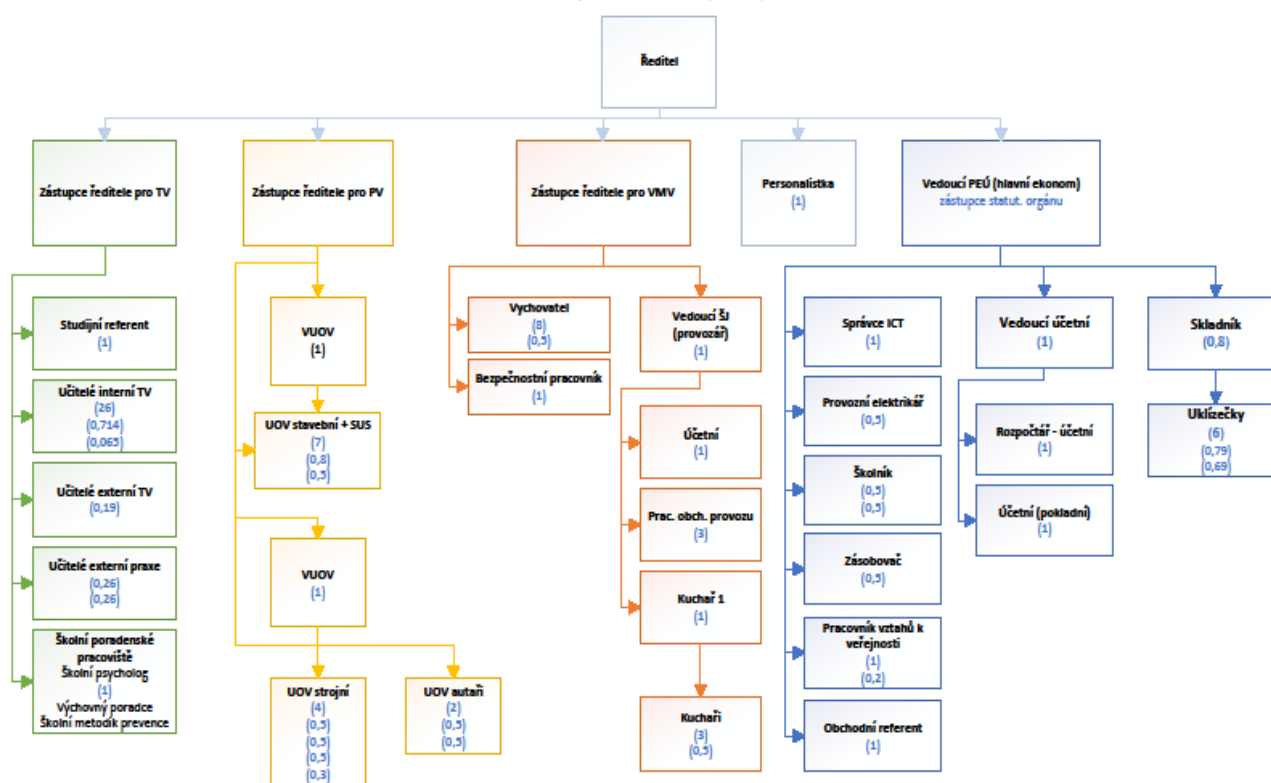 Ředitel
Zástupce ředitele pro TV
Zástupce ředitele pro PV
Zástupce ředitele pro VMV
Personalistka
(1)
Vedoucí PEÚ (hlavní ekonom)
zástupce statut. orgánu
Studijní referent
(1)
Učitelé interní TV
(26)
(0,714)
(0,065)
Učitelé externí TV
(0,19)
Učitelé externí praxe
(0,26)
(0,26)
Školní poradenské
pracoviště
Školní psycholog
(1)
Výchovný poradce
Školní metodik prevence
VUOV
(1)
UOV stavební + SUS
(7)
(0,8)
(0,5)
VUOV
(1)
UOV strojní
(4)
(0,5)
(0,5)
(0,5)
(0,3)
UOV autaři
(2)
(0,5)
(0,5)
Vychovatel
(8)
(0,5)
Bezpečnostní pracovník
(1)
Vedoucí ŠJ
(provozář)
(1)
Účetní
(1)
Prac. obch. provozu
(3)
Kuchař 1
(1)
Kuchaři
(3)
(0,5)
Správce ICT
(1)
Provozní elektrikář
(0,5)
Školník
(0,5)
(0,5)
Zásobovač
(0,5)
Pracovník vztahů k
veřejnosti
(1)
(0,2)
Obchodní referent
(1)
Vedoucí účetní
(1)
Rozpočtář - účetní
(1)
Účetní (pokladní)
(1)
Skladník
(0,8)
Uklízečky
(6)
(0,79)
(0,69)